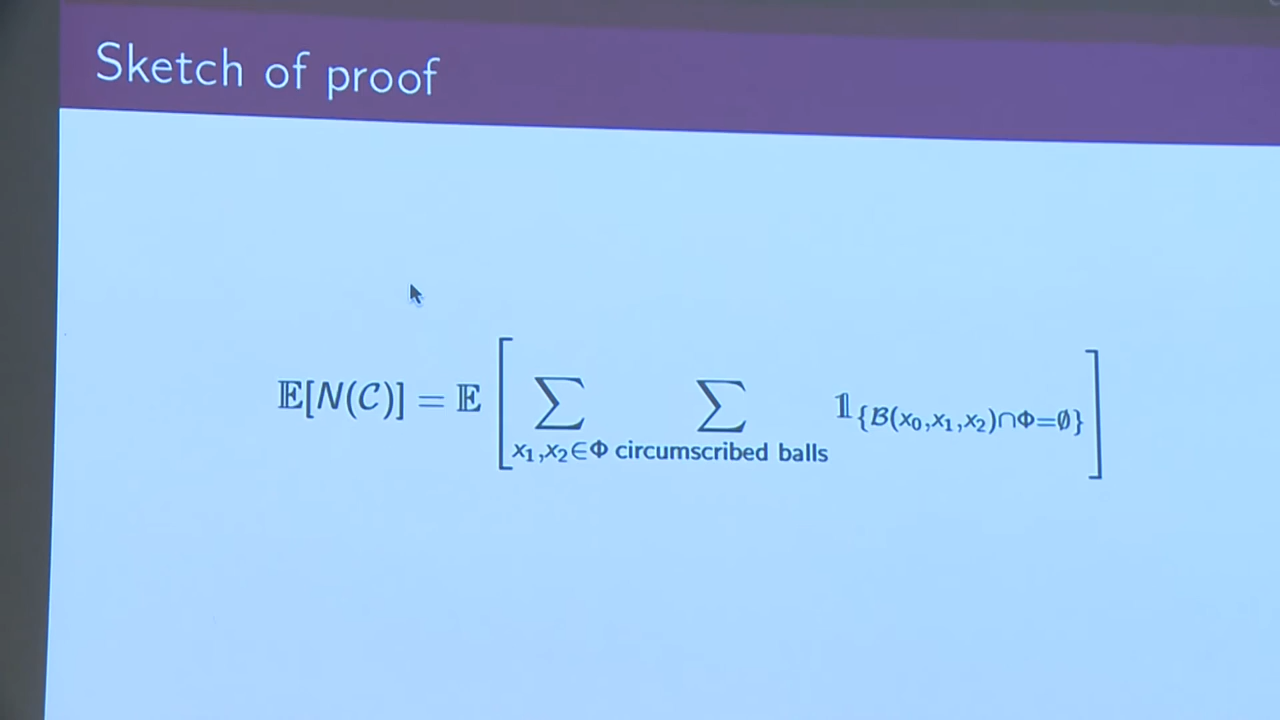 Sketch of proof
𝔼[N(𝒞)] = 𝔼 [ ∑_{x₁,x₂∈Φ} ∑_{circumscribed balls} 𝟙_{{ℬ(x₀,x₁,x₂)∩Φ=∅}} ]